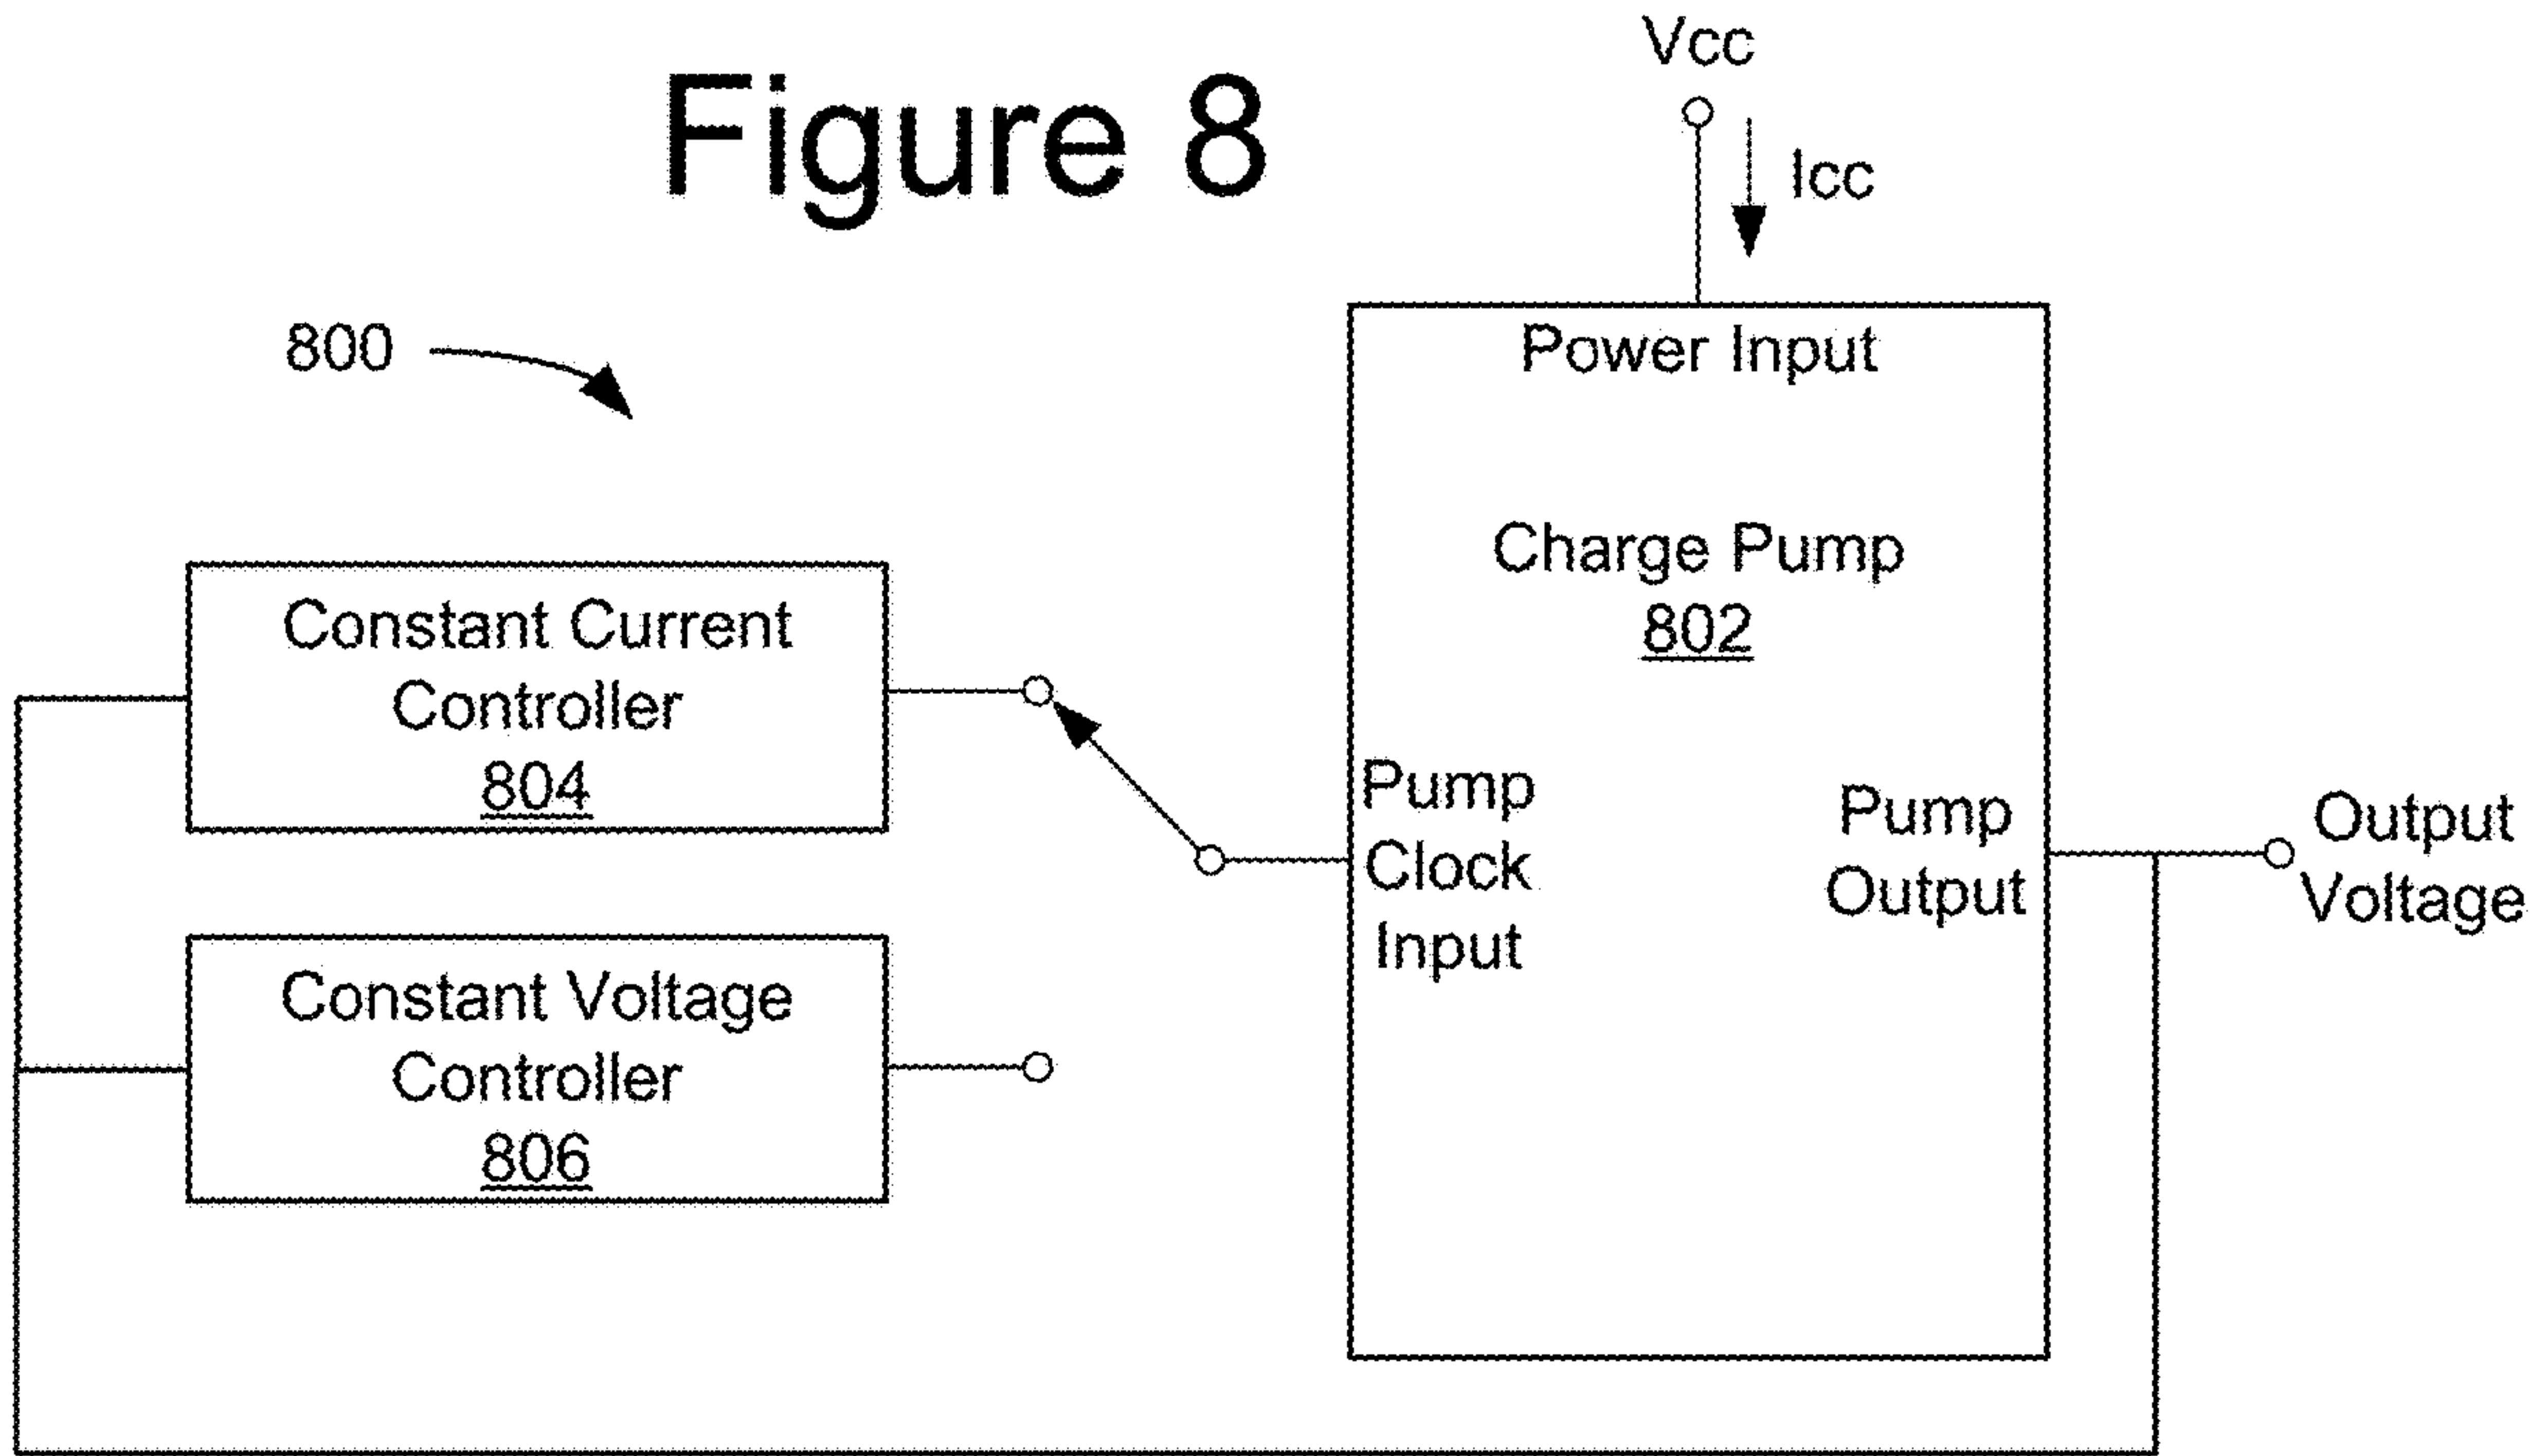 Figure 8
Vcc
Icc
800
Power Input
Charge Pump
802
Constant Current
Controller
804
Pump
Clock
Input
Pump
Output
Output
Voltage
Constant Voltage
Controller
806